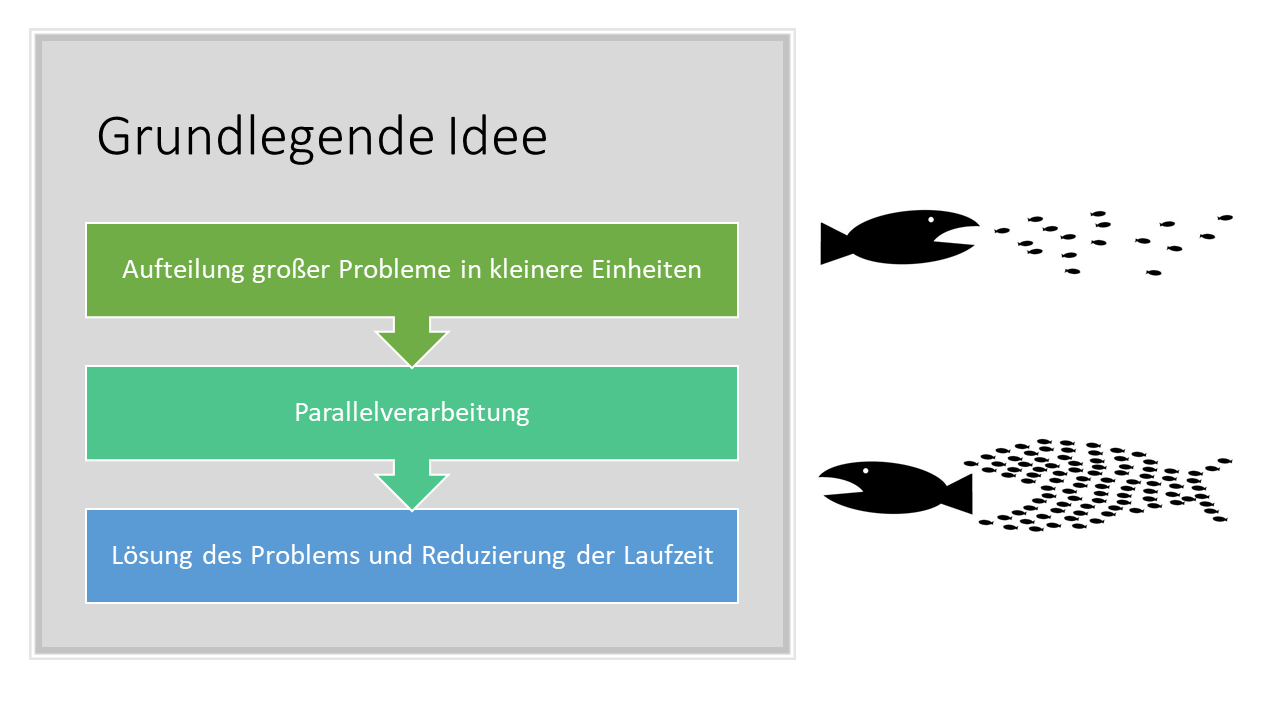 Grundlegende Idee
Aufteilung großer Probleme in kleinere Einheiten
Parallelverarbeitung
Lösung des Problems und Reduzierung der Laufzeit